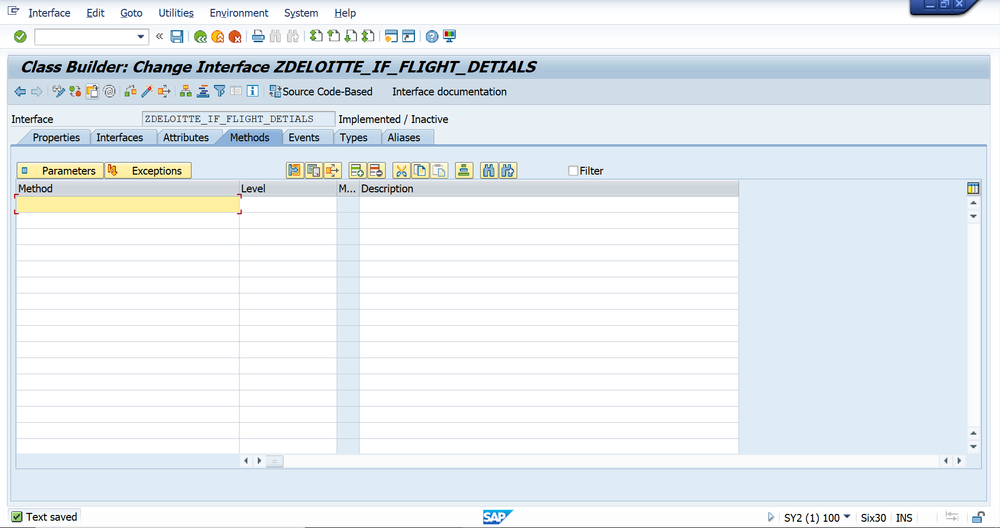 Interface Edit Goto Utilities Environment System Help
Class Builder: Change Interface ZDELOITTE_IF_FLIGHT_DETIALS
Source Code-Based Interface documentation
Interface ZDELOITTE_IF_FLIGHT_DETIALS Implemented / Inactive
Properties Interfaces Attributes Methods Events Types Aliases
Parameters Exceptions Filter
Method Level M... Description
Text saved SAP SY2 (1) 100 Six30 INS